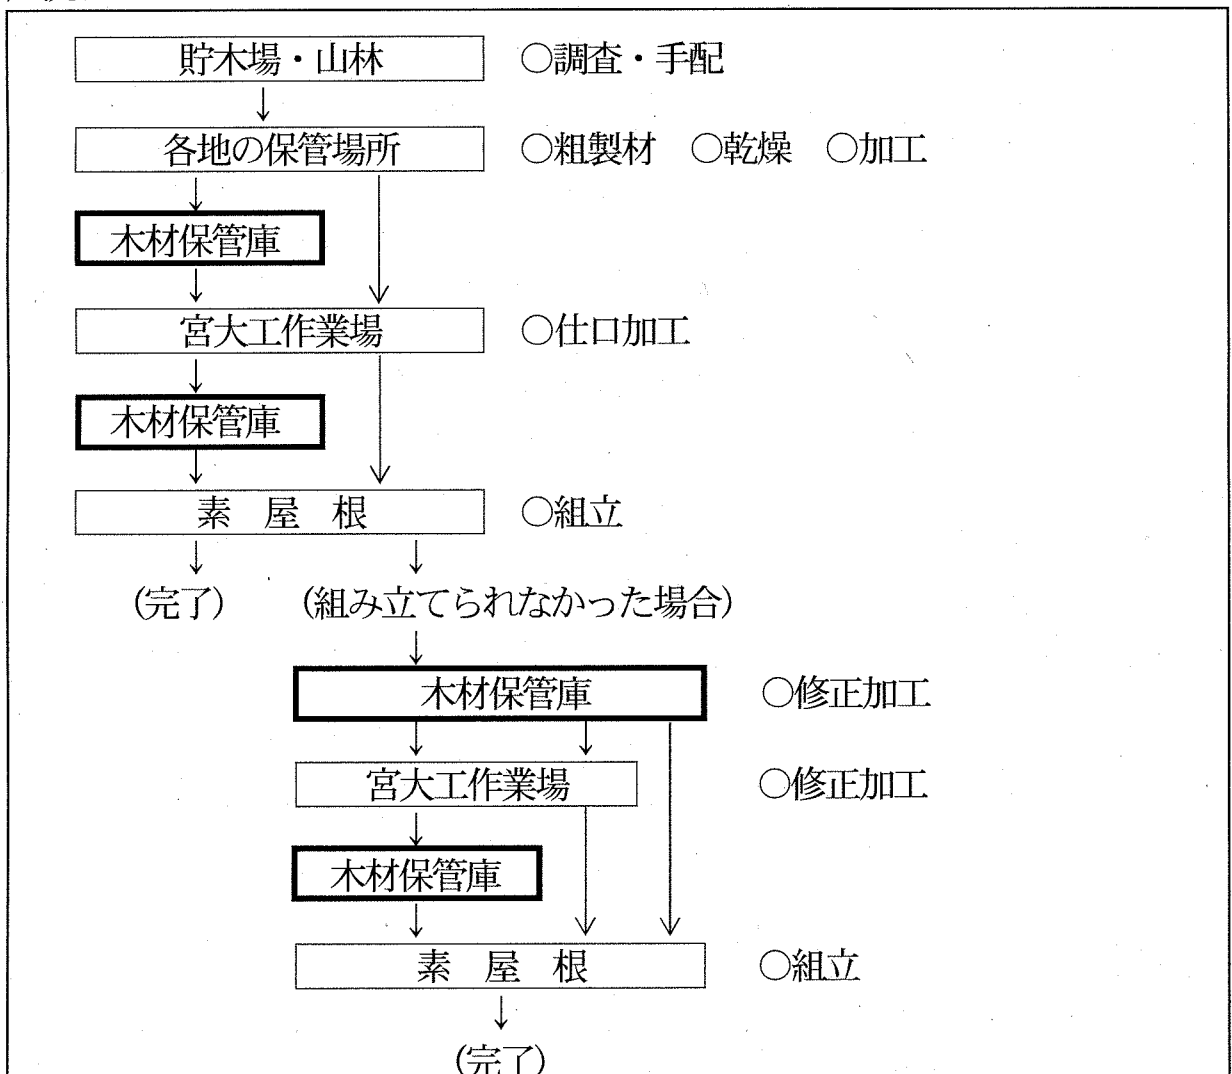 貯木場・山林　○調査・手配
各地の保管場所　○粗製材　○乾燥　○加工
木材保管庫
宮大工作業場　○仕口加工
木材保管庫
素　屋　根　○組立
(完了)　(組み立てられなかった場合)
木材保管庫　○修正加工
宮大工作業場　○修正加工
木材保管庫
素　屋　根　○組立
(完了)